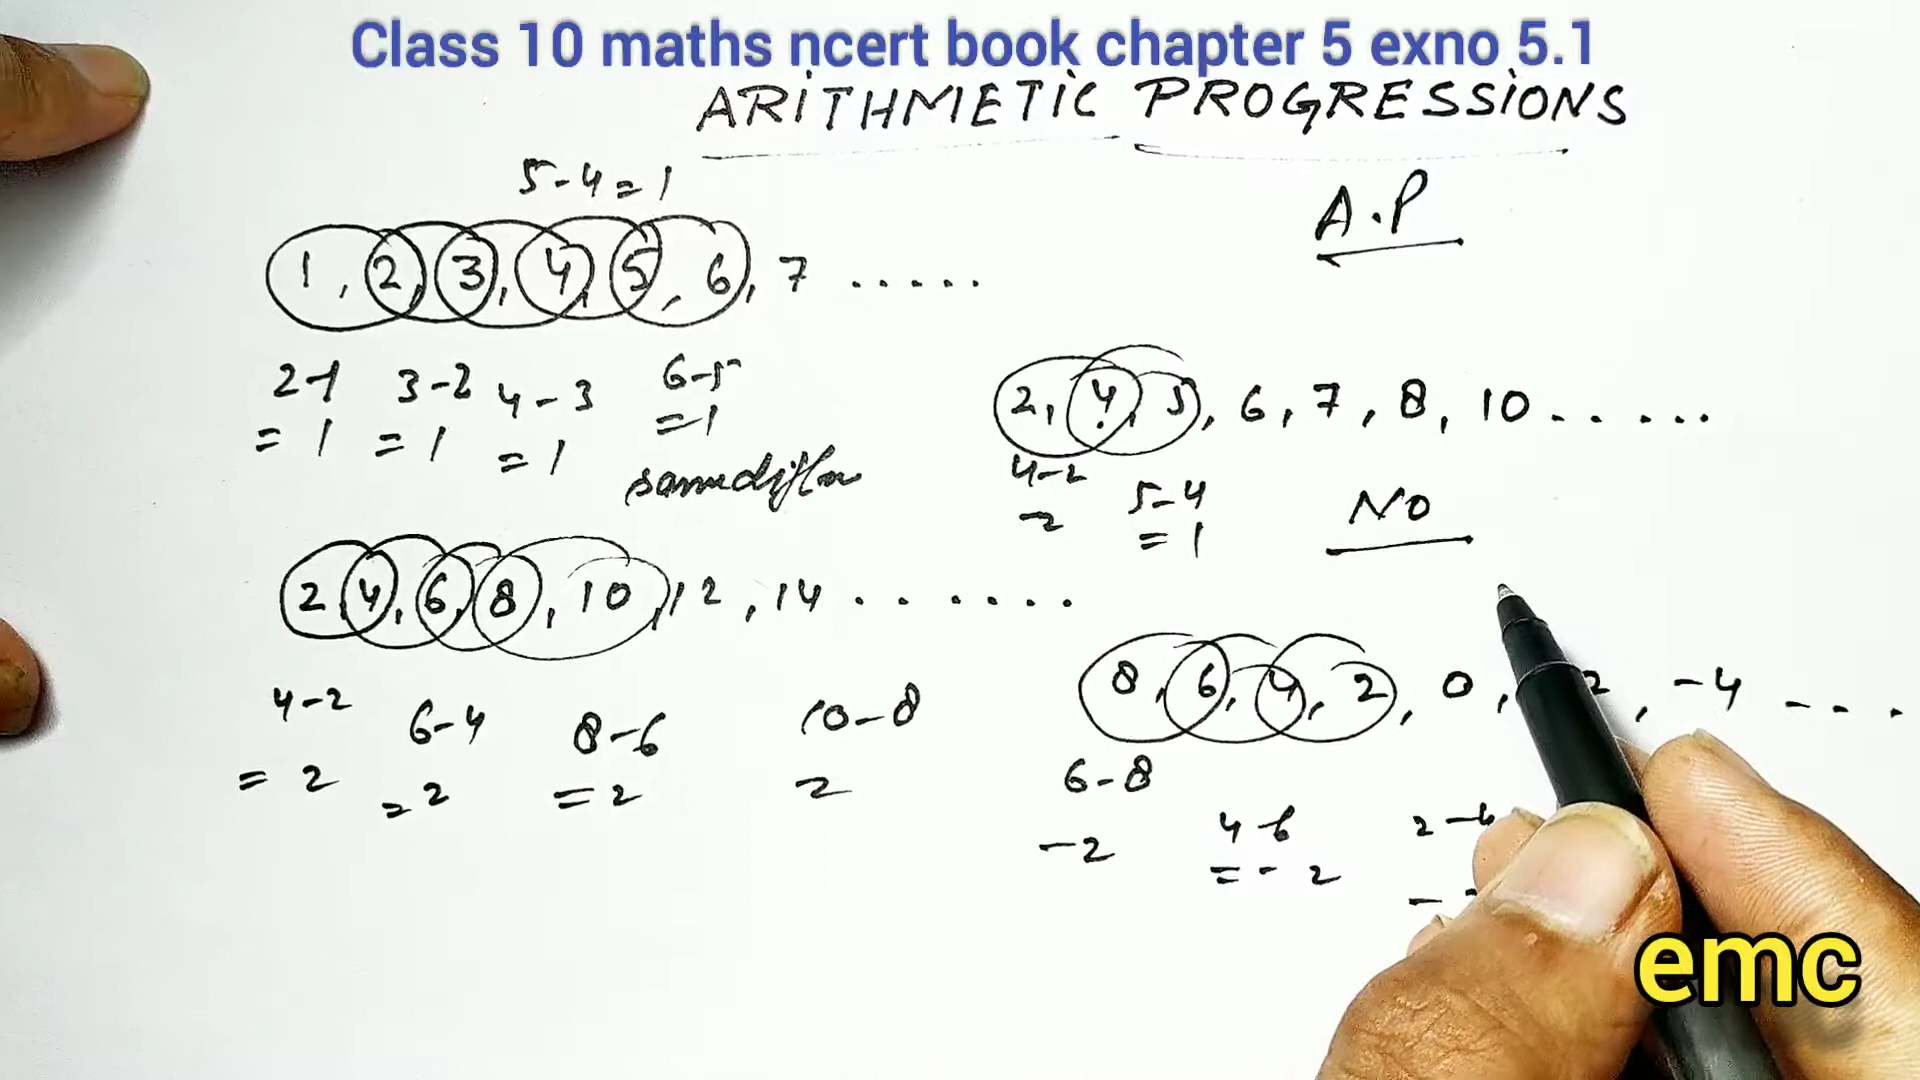 Class 10 maths ncert book chapter 5 exno 5.1
ARITHMETIC PROGRESSIONS
A.P
5-4=1
1, 2, 3, 4, 5, 6, 7 .....
2-1
= 1
3-2
= 1
4-3
= 1
6-5
=1
same
2, 4, 6, 8, 10, 12, 14 .......
4-2
= 2
6-4
=2
8-6
=2
10-8
2
2, 4, 5, 6, 7, 8, 10 .....
4-2
2
5-4
= 1
NO
8, 6, 4, 2, 0, 2, -4 ....
6-8
-2
4-6
=-2
2-4
-
emc